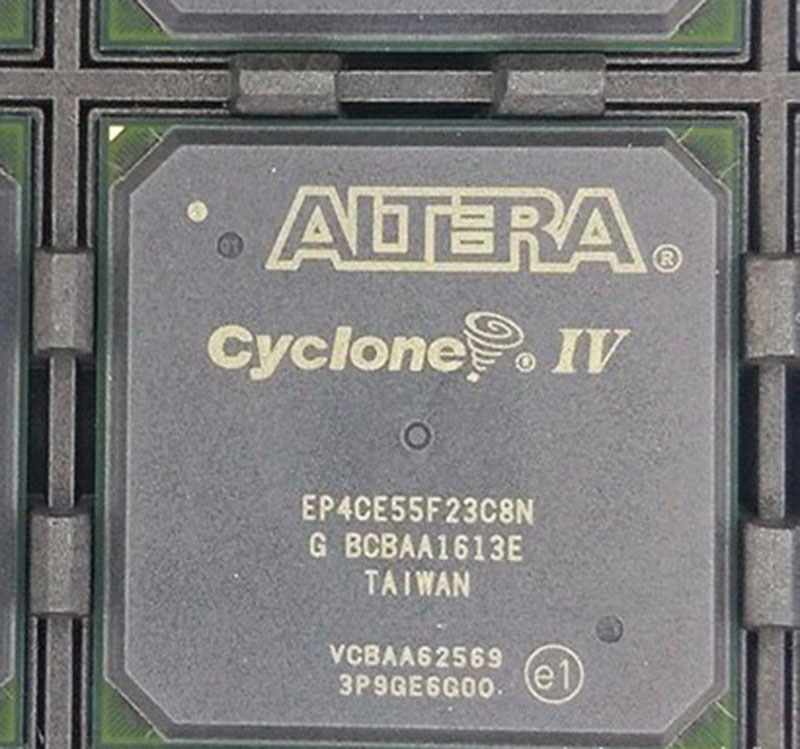 ALTERA®
Cyclone® IV
EP4CE55F23C8N
G BCBAA1613E
TAIWAN
VCBAA62569
3P9GE6G00
e1